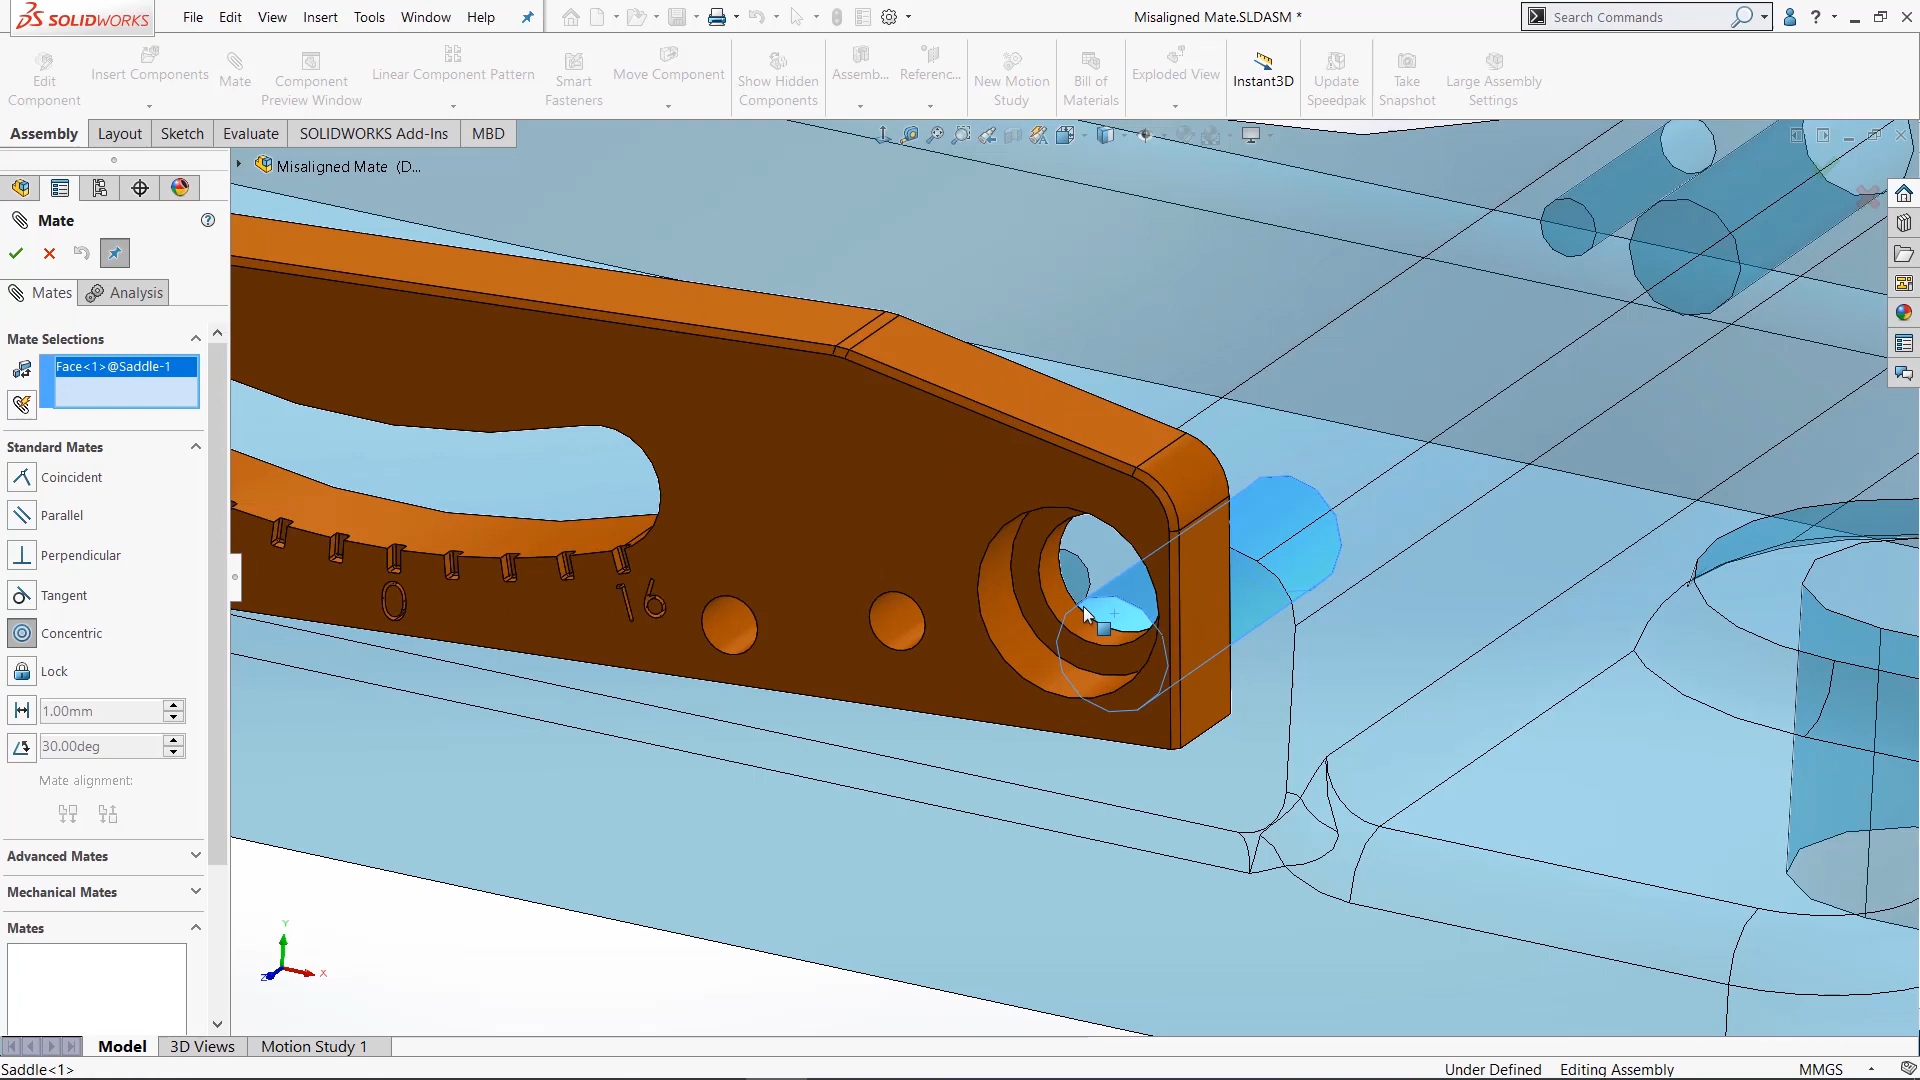 SOLIDWORKS
File Edit View Insert Tools Window Help
Misaligned Mate.SLDASM *
Search Commands
?
Edit Component
Insert Components
Mate
Component Preview Window
Linear Component Pattern
Smart Fasteners
Move Component
Show Hidden Components
Assemb...
Referenc...
New Motion Study
Bill of Materials
Exploded View
Instant3D
Update Speedpak
Take Snapshot
Large Assembly Settings
Assembly Layout Sketch Evaluate SOLIDWORKS Add-Ins MBD
Misaligned Mate (D...
Mate
?
Mates Analysis
Mate Selections
Face<1>@Saddle-1
Standard Mates
Coincident
Parallel
Perpendicular
Tangent
Concentric
Lock
1.00mm
30.00deg
Mate alignment:
Advanced Mates
Mechanical Mates
Mates
0 16
Y
X
Z
Model 3D Views Motion Study 1
Saddle<1>
Under Defined Editing Assembly MMGS